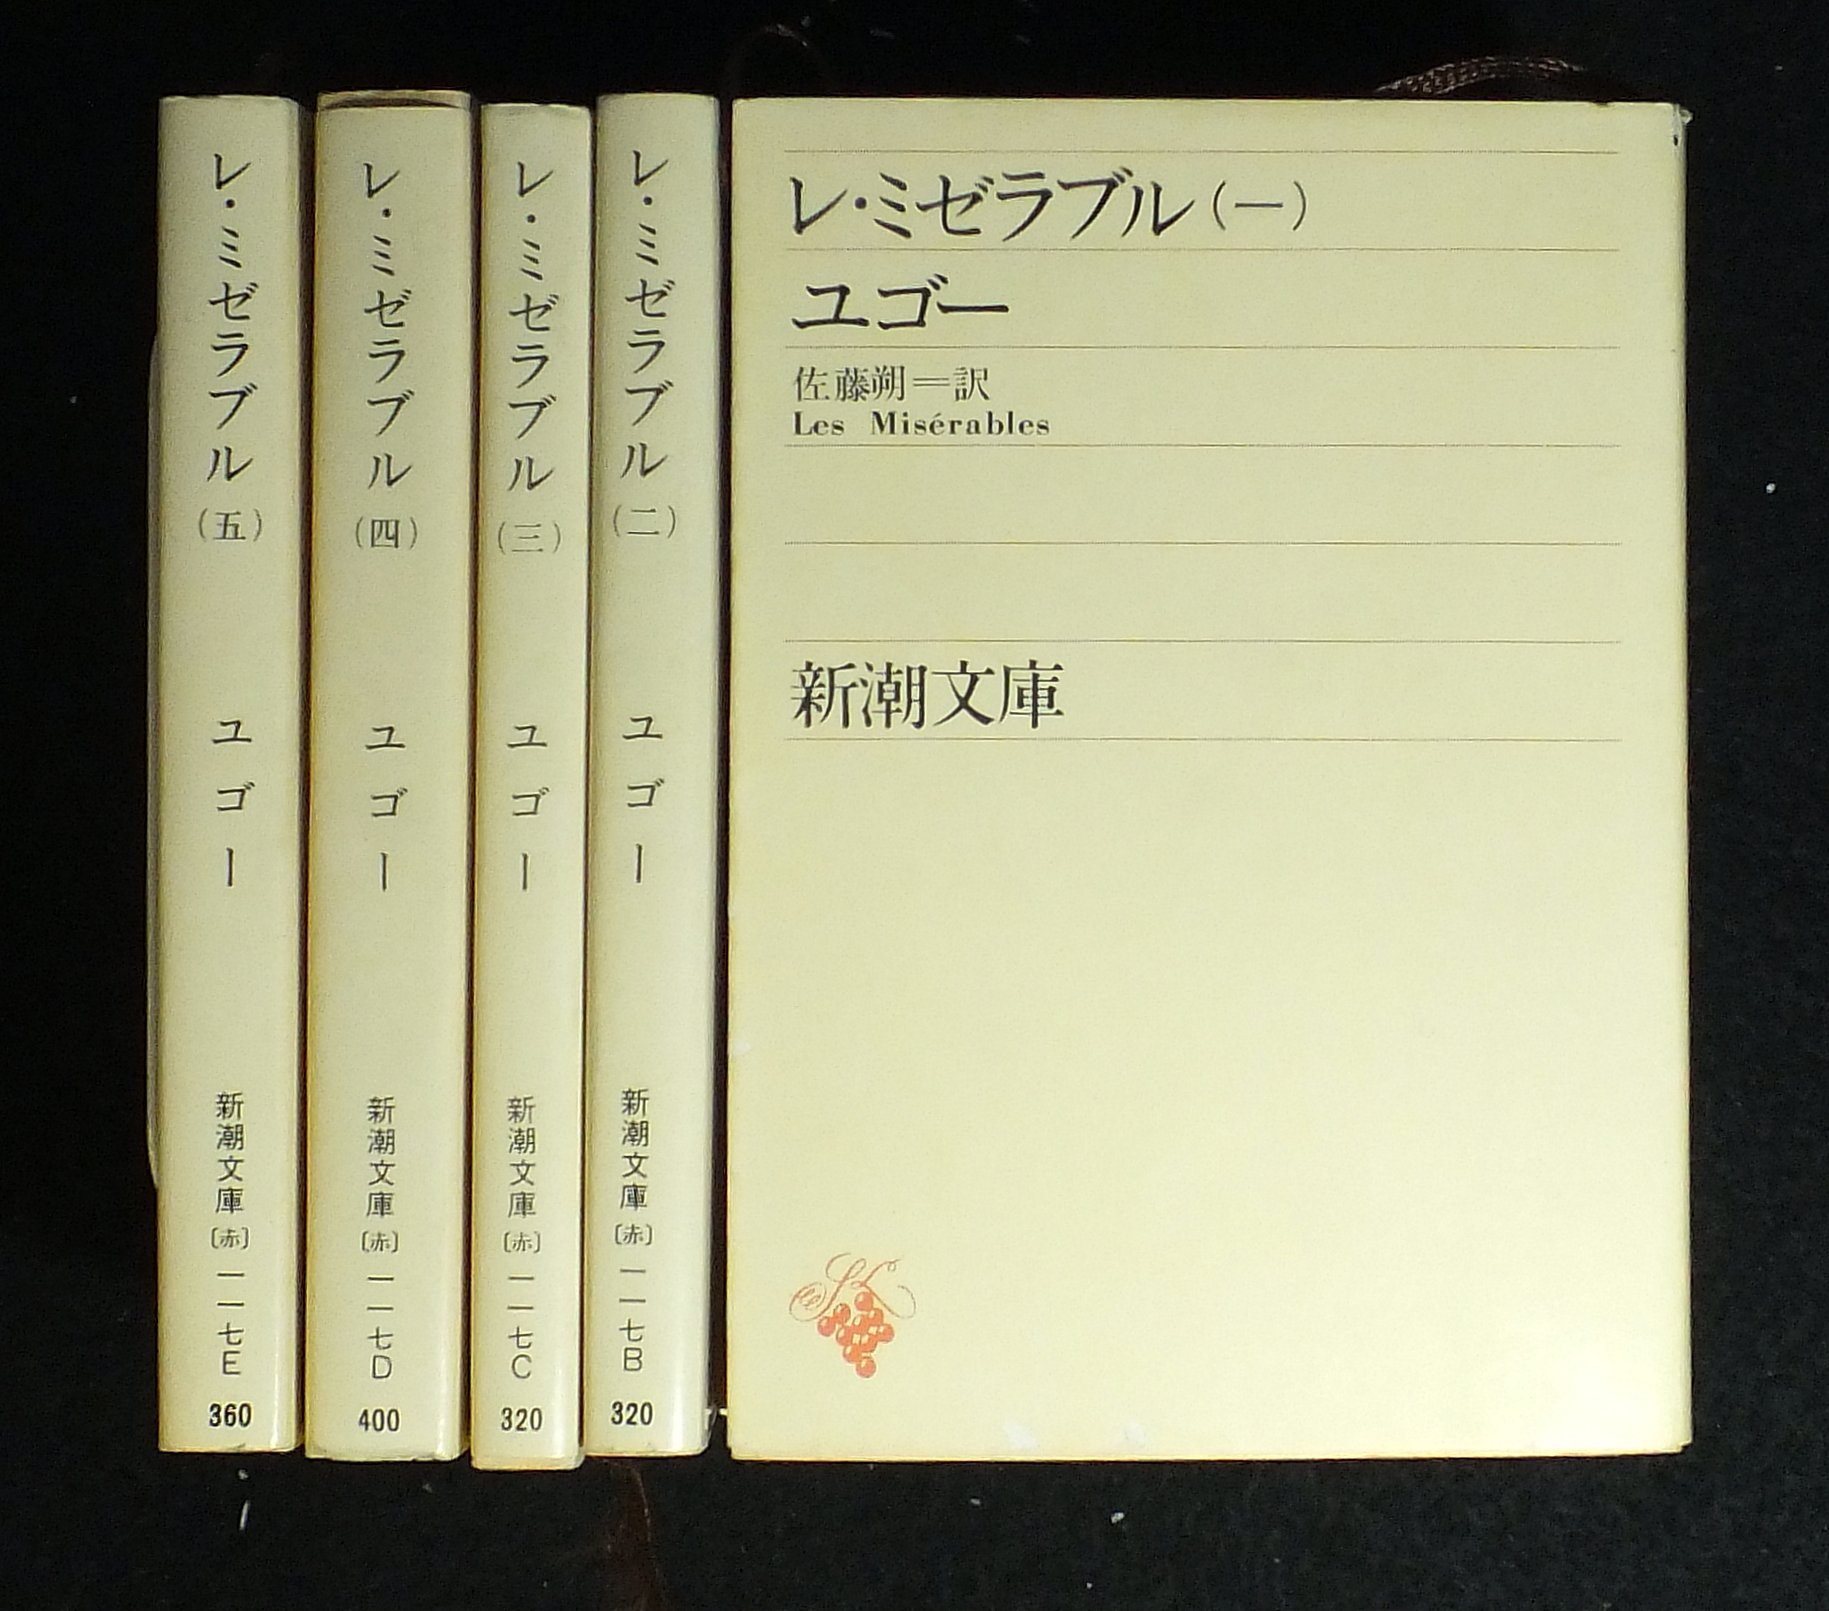 レ・ミゼラブル(一)
ユゴー
佐藤朔=訳
Les Misérables
新潮文庫
レ・ミゼラブル(二)
ユゴー
新潮文庫
〔赤〕
一一七B
320
レ・ミゼラブル(三)
ユゴー
新潮文庫
〔赤〕
一一七C
320
レ・ミゼラブル(四)
ユゴー
新潮文庫
〔赤〕
一一七D
400
レ・ミゼラブル(五)
ユゴー
新潮文庫
〔赤〕
一一七E
360